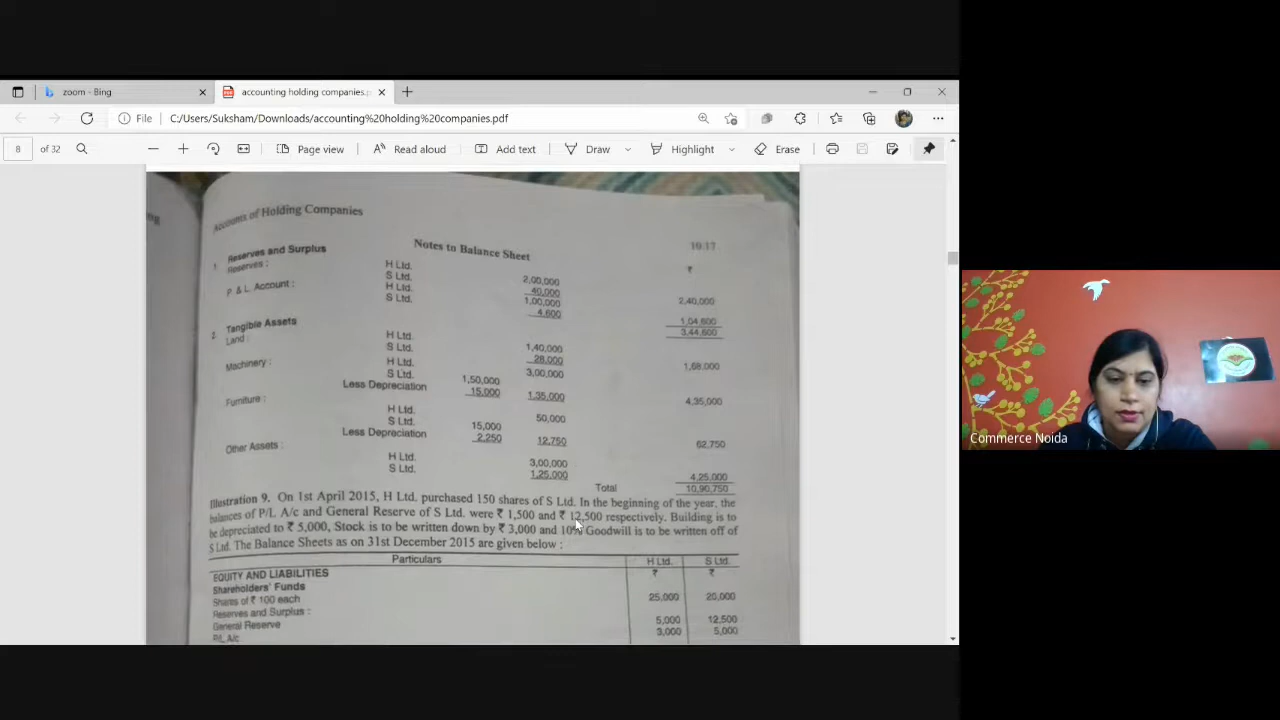 zoom - Bing
accounting holding companies.p
File C:/Users/Suksham/Downloads/accounting%20holding%20companies.pdf
8 of 32 Page view Read aloud Add text Draw Highlight Erase
Accounts of Holding Companies
Notes to Balance Sheet 10.17
1. Reserves and Surplus ₹
Reserves : H Ltd. 2,00,000
S Ltd. 40,000 2,40,000
P. & L. Account : H Ltd. 1,00,000
S Ltd. 4,600 1,04,600
3,44,600
2. Tangible Assets
Land : H Ltd. 1,40,000
S Ltd. 28,000 1,68,000
Machinery : H Ltd. 3,00,000
S Ltd. 1,50,000
Less Depreciation 15,000 1,35,000 4,35,000
Furniture : H Ltd. 50,000
S Ltd. 15,000
Less Depreciation 2,250 12,750 62,750
Other Assets : H Ltd. 3,00,000
S Ltd. 1,25,000 4,25,000
Total 10,90,750
Illustration 9. On 1st April 2015, H Ltd. purchased 150 shares of S Ltd. In the beginning of the year, the
balances of P/L A/c and General Reserve of S Ltd. were ₹ 1,500 and ₹ 12,500 respectively. Building is to
be depreciated to ₹ 5,000, Stock is to be written down by ₹ 3,000 and 10% Goodwill is to be written off of
S Ltd. The Balance Sheets as on 31st December 2015 are given below :
Particulars H Ltd. S Ltd.
EQUITY AND LIABILITIES ₹ ₹
Shareholders' Funds
Shares of ₹ 100 each 25,000 20,000
Reserves and Surplus :
General Reserve 5,000 12,500
P/L A/c 3,000 5,000
Commerce Noida